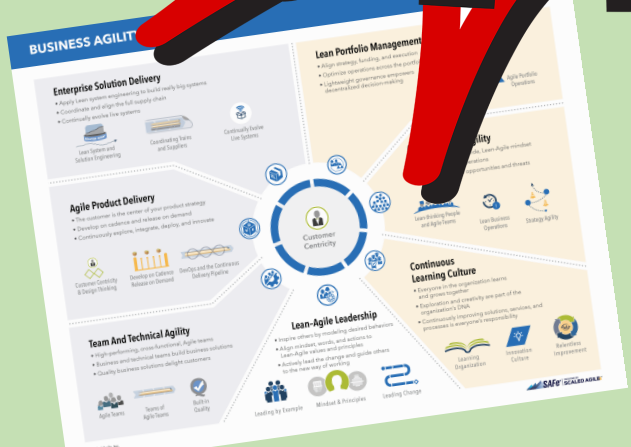 BUSINESS AGILITY
Enterprise Solution Delivery
• Apply Lean system engineering to build really big systems
• Coordinate and align the full supply chain
• Continually evolve live systems
Lean System and
Solution Engineering
Coordinating Trains
and Suppliers
Continually Evolve
Live Systems
Lean Portfolio Management
• Align strategy, funding, and execution
• Optimize operations across the portfolio
• Lightweight governance empowers
decentralized decision-making
Agile Portfolio
Operations
Agile Product Delivery
• The customer is the center of your product strategy
• Develop on cadence and release on demand
• Continuously explore, integrate, deploy, and innovate
Customer Centricity
& Design Thinking
Develop on Cadence
Release on Demand
DevOps and the Continuous
Delivery Pipeline
Customer
Centricity
Lean-Agile mindset
opportunities and threats
Lean-thinking People
and Agile Teams
Lean Business
Operations
Strategy Agility
Continuous
Learning Culture
• Everyone in the organization learns
and grows together
• Exploration and creativity are part of the
organization's DNA
• Continuously improving solutions, services, and
processes is everyone's responsibility
Learning
Organization
Innovation
Culture
Relentless
Improvement
Team And Technical Agility
• High-performing, cross-functional, Agile teams
• Business and technical teams build business solutions
• Quality business solutions delight customers
Agile Teams
Teams of
Agile Teams
Built-in
Quality
Lean-Agile Leadership
• Inspire others by modeling desired behaviors
• Align mindset, words, and actions to
Lean-Agile values and principles
• Actively lead the change and guide others
to the new way of working
Leading by Example
Mindset & Principles
Leading Change
SAFe
SCALED AGILE